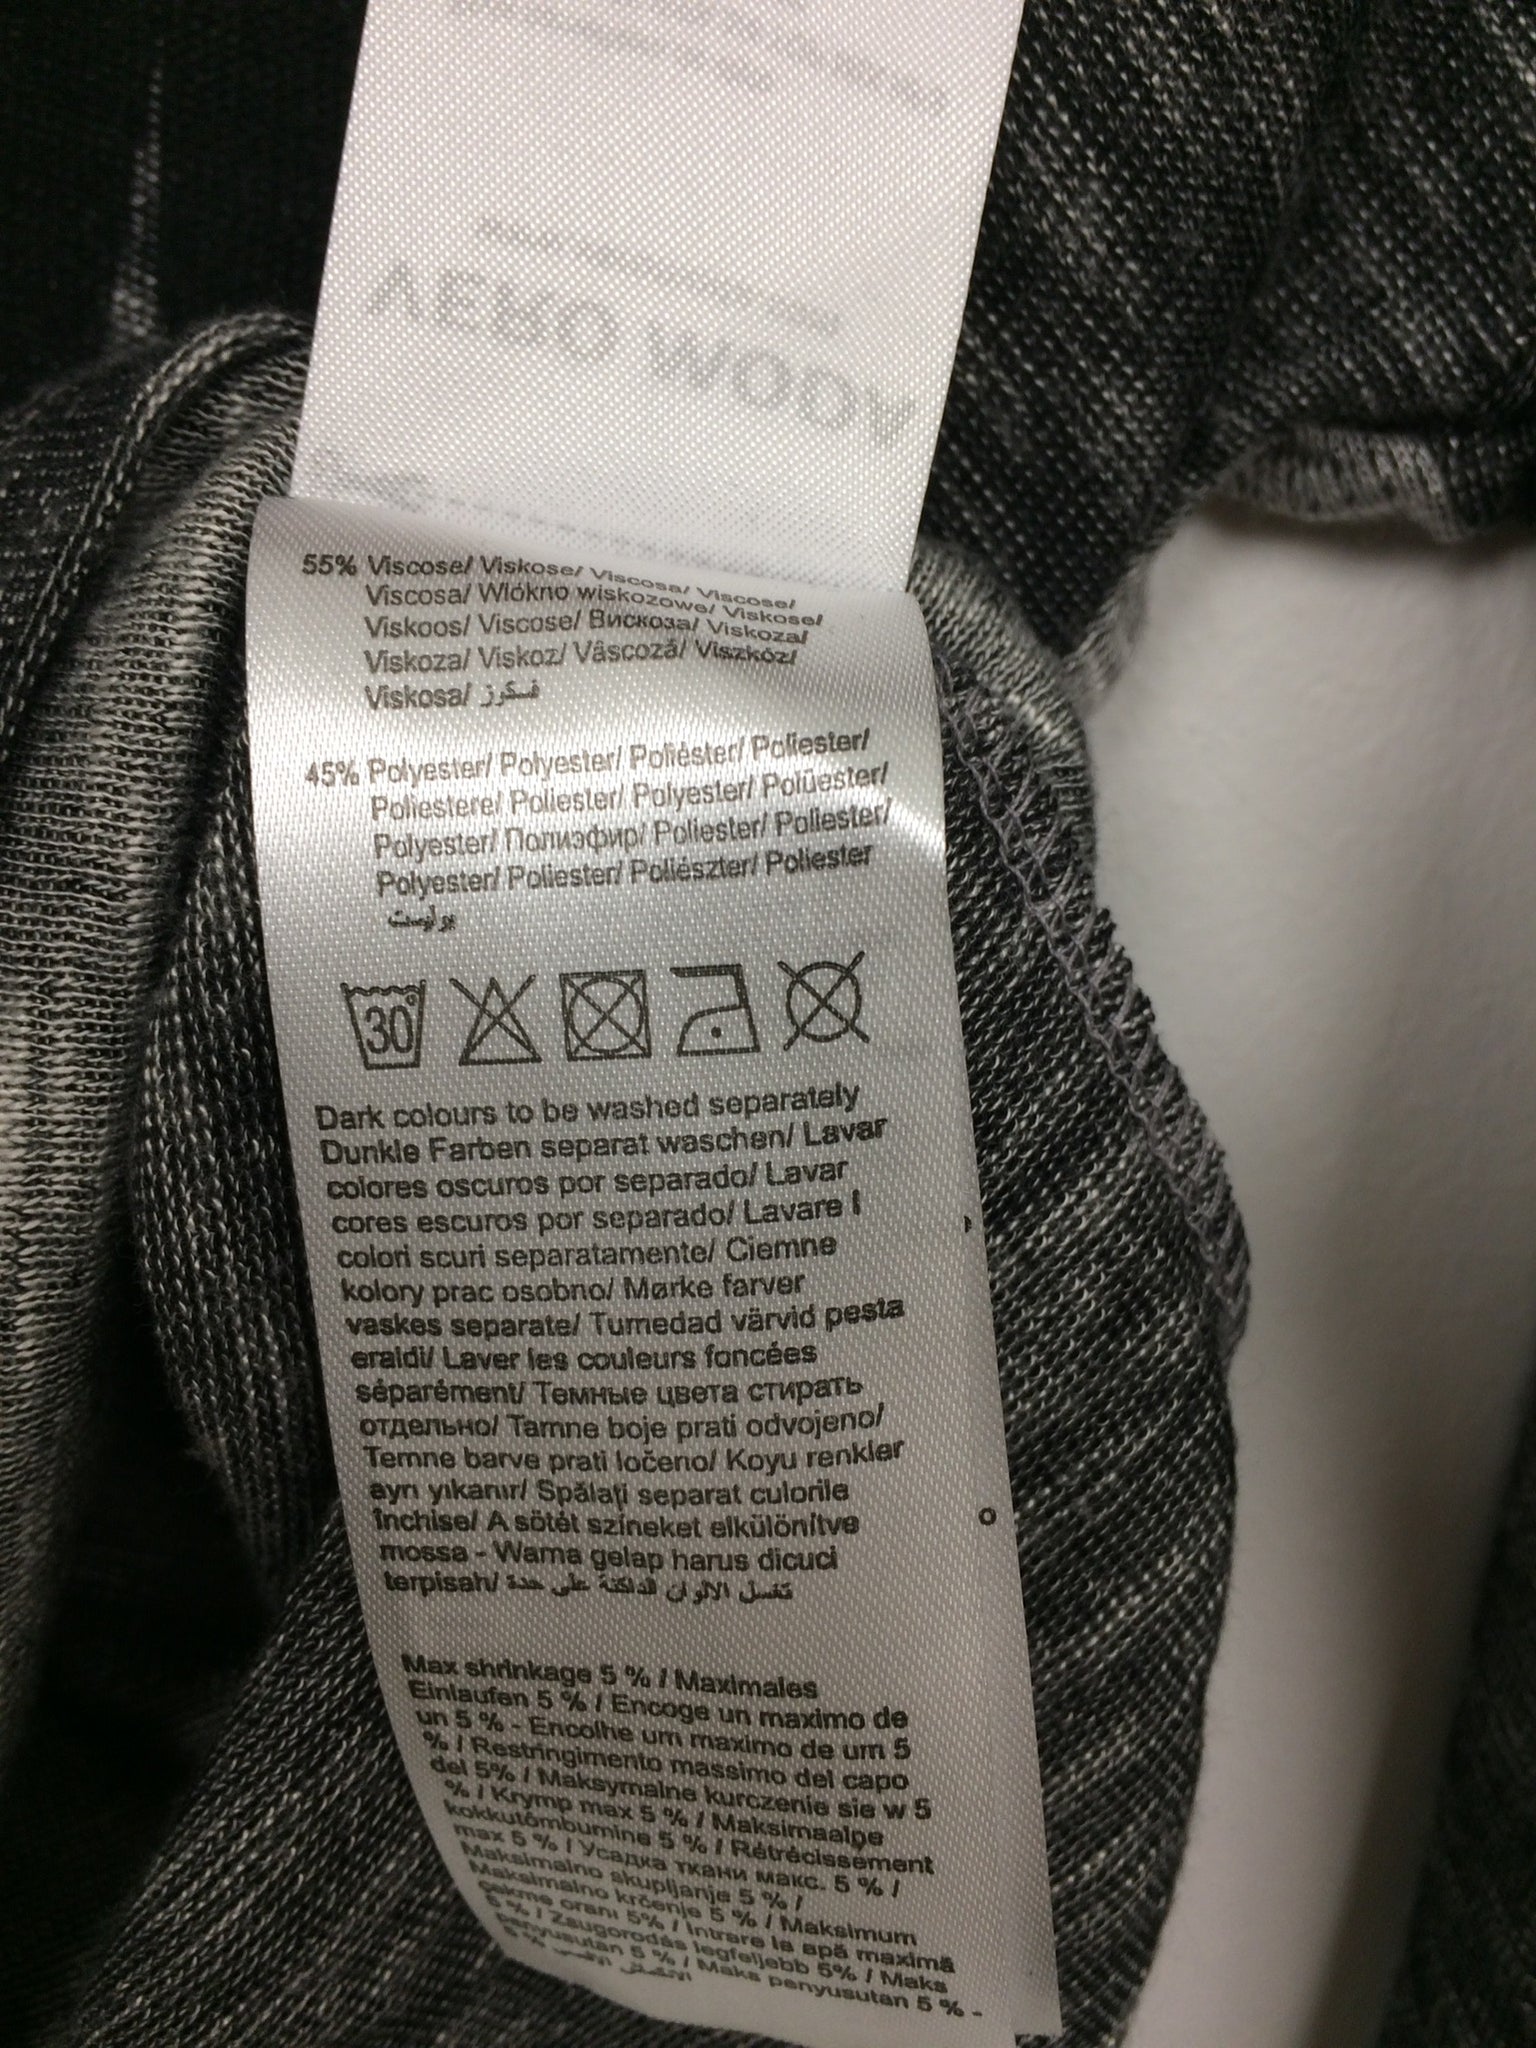 VERO MODA
55% Viscose/ Viskose/ Viscosa/ Viscose/
Viscosa/ Włókno wiskozowe/ Viskose/
Viskoos/ Viscose/ Вискоза/ Viskoza/
Viskoza/ Viskoz/ Vâscoză/ Viszkóz/
Viskosa/ فسكوز
45% Polyester/ Polyester/ Poliéster/ Poliester/
Poliestere/ Poliester/ Polyester/ Polüester/
Polyester/ Полиэфир/ Poliester/ Poliester/
Polyester/ Poliester/ Poliészter/ Poliester
بوليست
30°
Dark colours to be washed separately
Dunkle Farben separat waschen/ Lavar
colores oscuros por separado/ Lavar
cores escuros por separado/ Lavare I
colori scuri separatamente/ Ciemne
kolory prac osobno/ Mørke farver
vaskes separate/ Tumedad värvid pesta
eraldi/ Laver les couleurs foncées
séparément/ Темные цвета стирать
отдельно/ Tamne boje prati odvojeno/
Temne barve prati ločeno/ Koyu renkler
ayrı yıkanır/ Spălaţi separat culorile
închise/ A sötét színeket elkülönítve
mossa - Warna gelap harus dicuci
terpisah/ تغسل الالوان الداكنة على حدة
Max shrinkage 5 % / Maximales
Einlaufen 5 % / Encoge un maximo de
un 5 % - Encolhe um maximo de um 5
% / Restringimento massimo del capo
del 5% / Maksymalne kurczenie sie w 5
% / Krymp max 5 % / Maksimaalpe
kokkutõmbumine 5 % / Rétrécissement
max 5 % / Усадка ткани макс. 5 % /
Maksimalno skupljanje 5 % /
Maksimalno krčenje 5 % / Maksimum
çekme oranı 5% / Intrare la apă maximă
5 % / Zsugorodás legfeljebb 5% / Maks
penyusutan 5 % / Maks penyusutan 5 % -
5 %